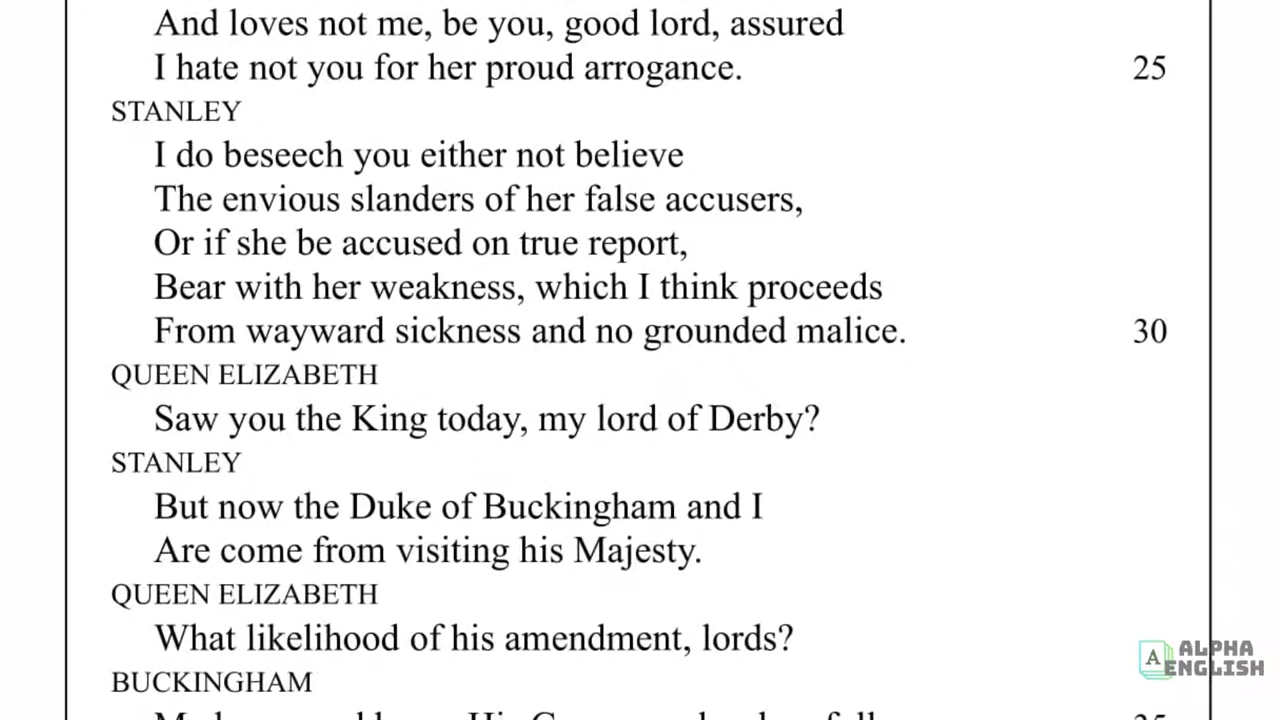 And loves not me, be you, good lord, assured
I hate not you for her proud arrogance. 25
STANLEY
I do beseech you either not believe
The envious slanders of her false accusers,
Or if she be accused on true report,
Bear with her weakness, which I think proceeds
From wayward sickness and no grounded malice. 30
QUEEN ELIZABETH
Saw you the King today, my lord of Derby?
STANLEY
But now the Duke of Buckingham and I
Are come from visiting his Majesty.
QUEEN ELIZABETH
What likelihood of his amendment, lords?
A ALPHA
ENGLISH
BUCKINGHAM